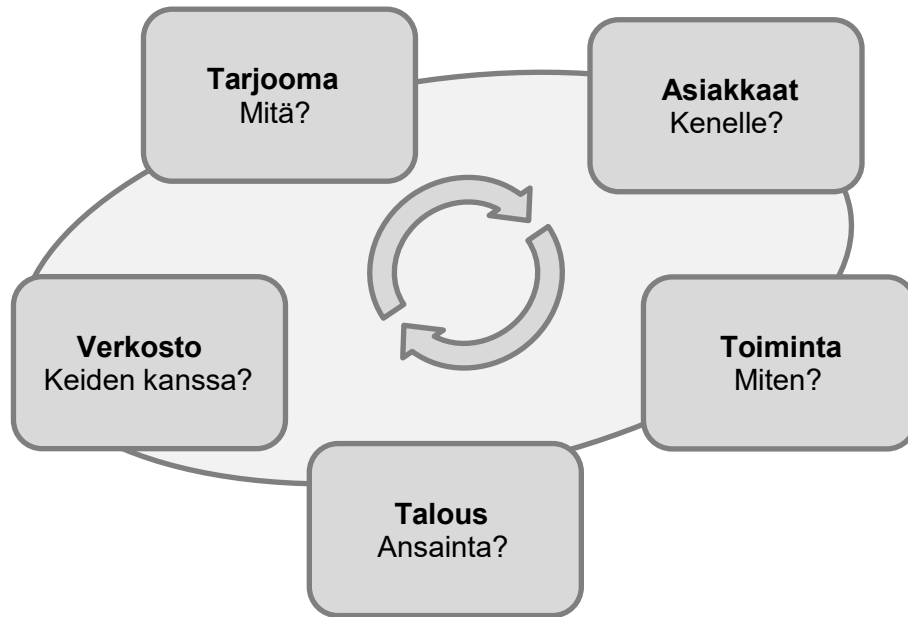 Tarjooma
Mitä?
Asiakkaat
Kenelle?
Verkosto
Keiden kanssa?
Toiminta
Miten?
Talous
Ansainta?